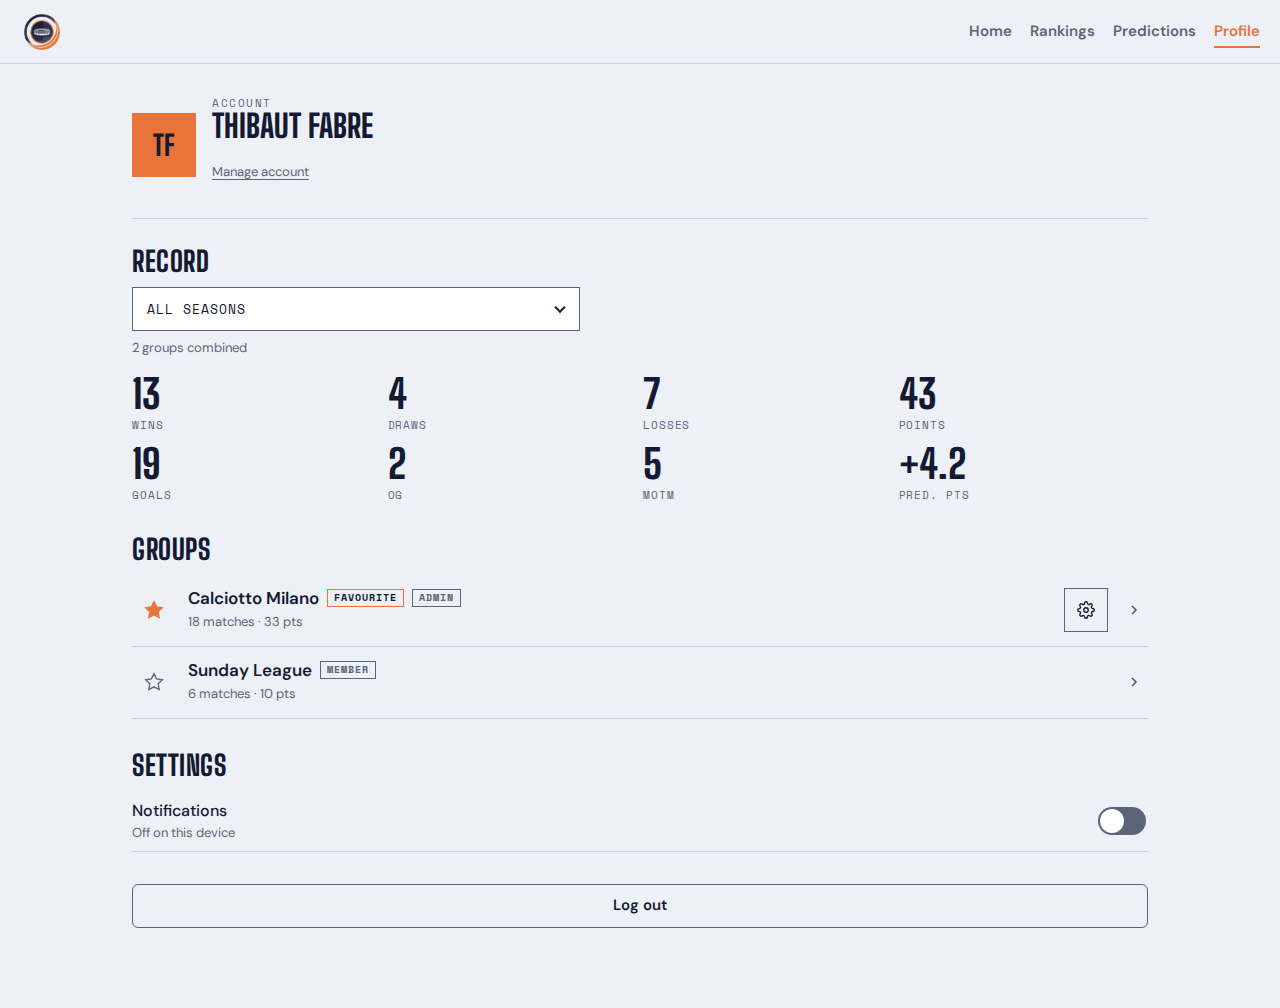 Home Rankings Predictions Profile
ACCOUNT
TF THIBAUT FABRE
Manage account
RECORD
ALL SEASONS
2 groups combined
13 4 7 43
WINS DRAWS LOSSES POINTS
19 2 5 +4.2
GOALS OG MOTM PRED. PTS
GROUPS
Calciotto Milano FAVOURITE ADMIN
18 matches · 33 pts
Sunday League MEMBER
6 matches · 10 pts
SETTINGS
Notifications
Off on this device
Log out